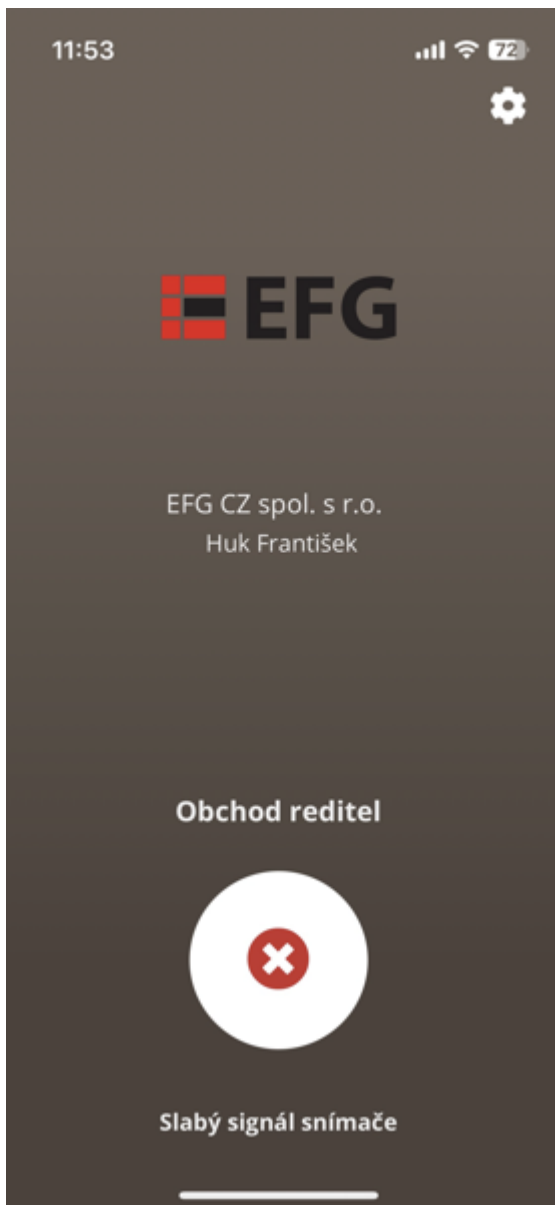 11:53
72
EFG
EFG CZ spol. s r.o.
Huk František
Obchod reditel
Slabý signál snímače